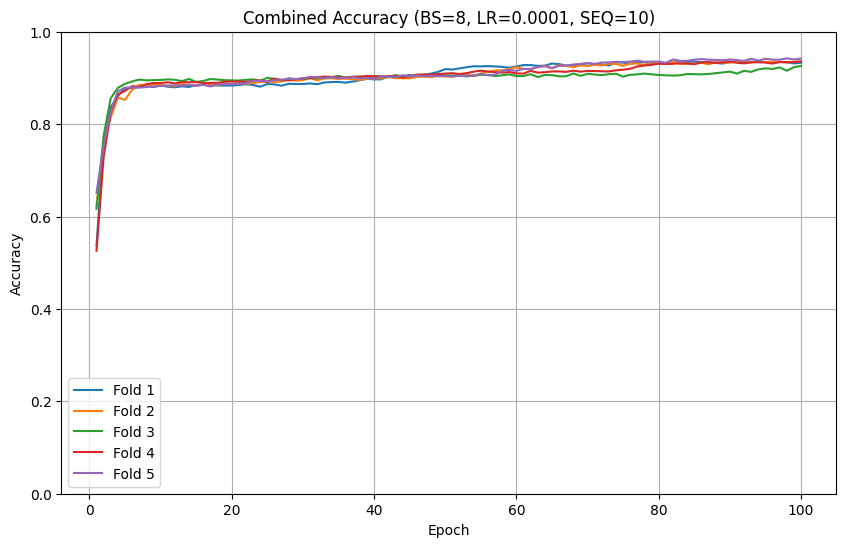 Combined Accuracy (BS=8, LR=0.0001, SEQ=10)
1.0
0.8
0.6
0.4
0.2
0.0
Accuracy
Fold 1
Fold 2
Fold 3
Fold 4
Fold 5
0 20 40 60 80 100
Epoch